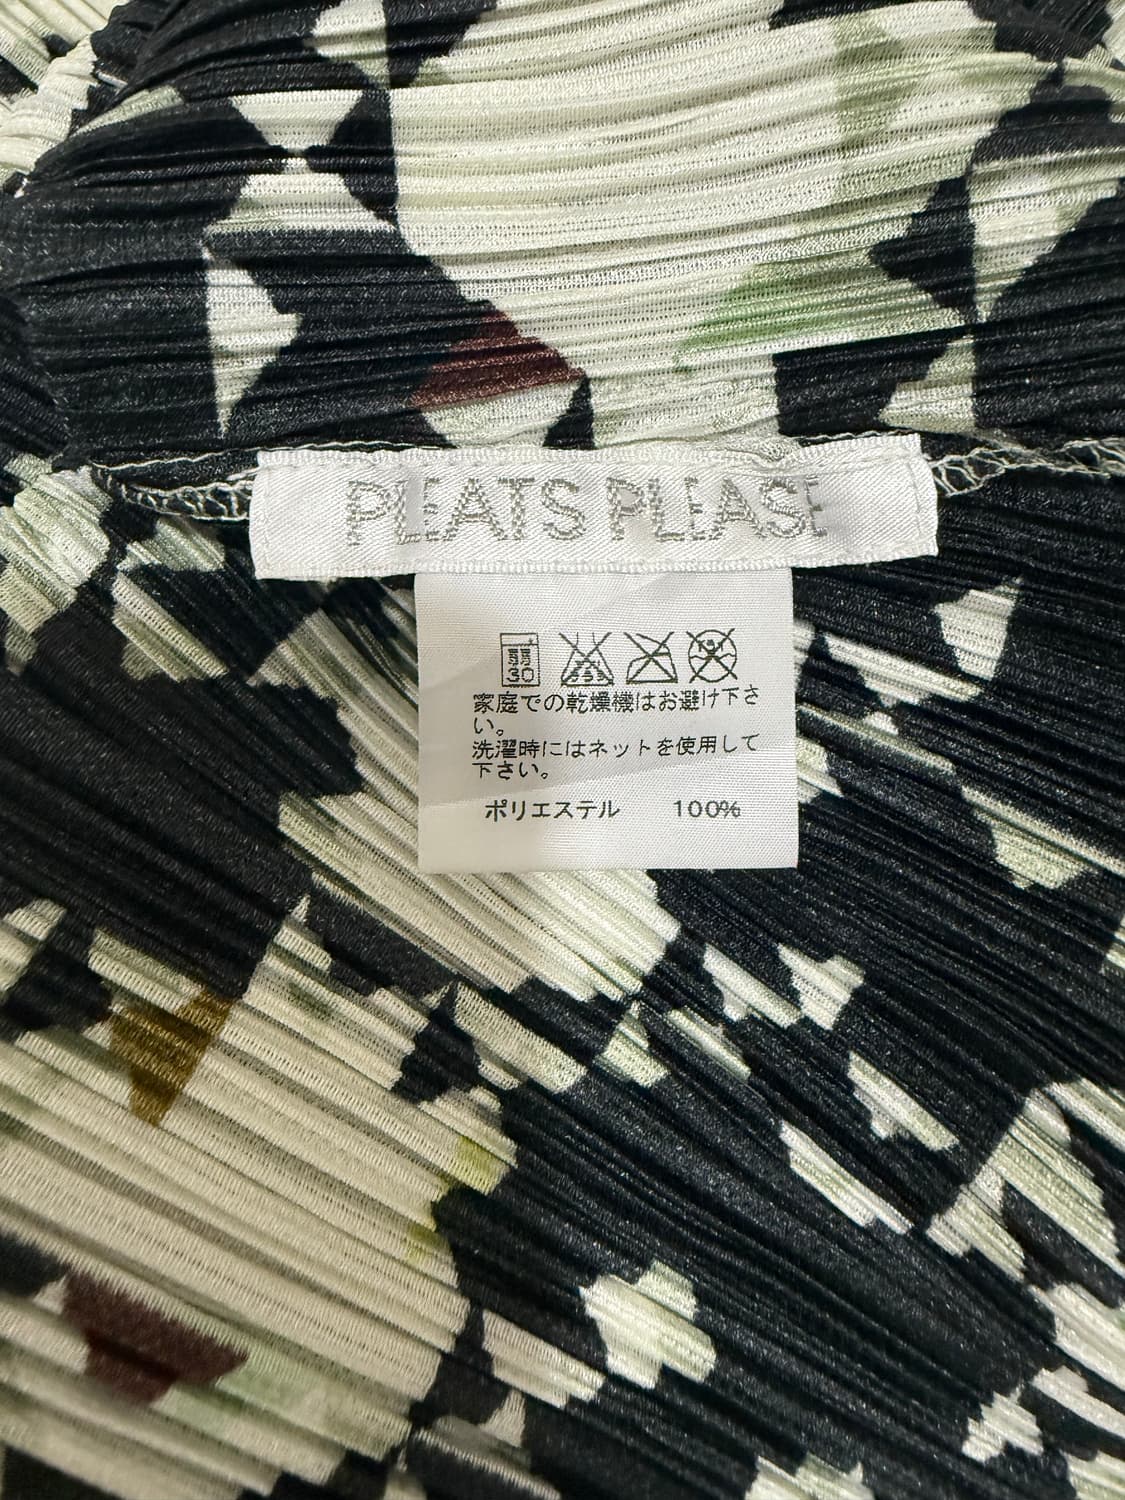 PLEATS PLEASE
30
家庭での乾燥機はお避け下さ
い。
洗濯時にはネットを使用して
下さい。
ポリエステル 100%